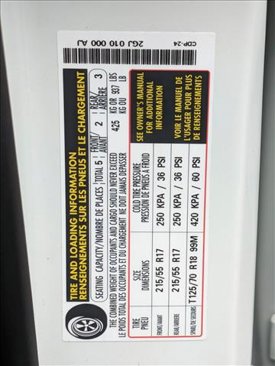 TIRE AND LOADING INFORMATION
RENSEIGNEMENTS SUR LES PNEUS ET LE CHARGEMENT
SEATING CAPACITY/NOMBRE DE PLACES TOTAL 5 FRONT/AVANT 2 REAR/ARRIÈRE 3
THE COMBINED WEIGHT OF OCCUPANTS AND CARGO SHOULD NEVER EXCEED 425 KG OR 937 LBS
LE POIDS TOTAL DES OCCUPANTS ET DU CHARGEMENT NE DOIT JAMAIS DÉPASSER KG OU LB
TIRE SIZE COLD TIRE PRESSURE
PNEU DIMENSIONS PRESSION DE PNEUS À FROID
FRONT/AVANT 215/55 R17 250 KPA / 36 PSI
REAR/ARRIÈRE 215/55 R17 250 KPA / 36 PSI
SPARE/DE SECOURS T125/70 R18 99M 420 KPA 60 PSI
SEE OWNER'S MANUAL
FOR ADDITIONAL
INFORMATION
VOIR LE MANUEL DE
L'USAGER POUR PLUS
DE RENSEIGNEMENTS
2GJ 010 000 AJ
CDP-24